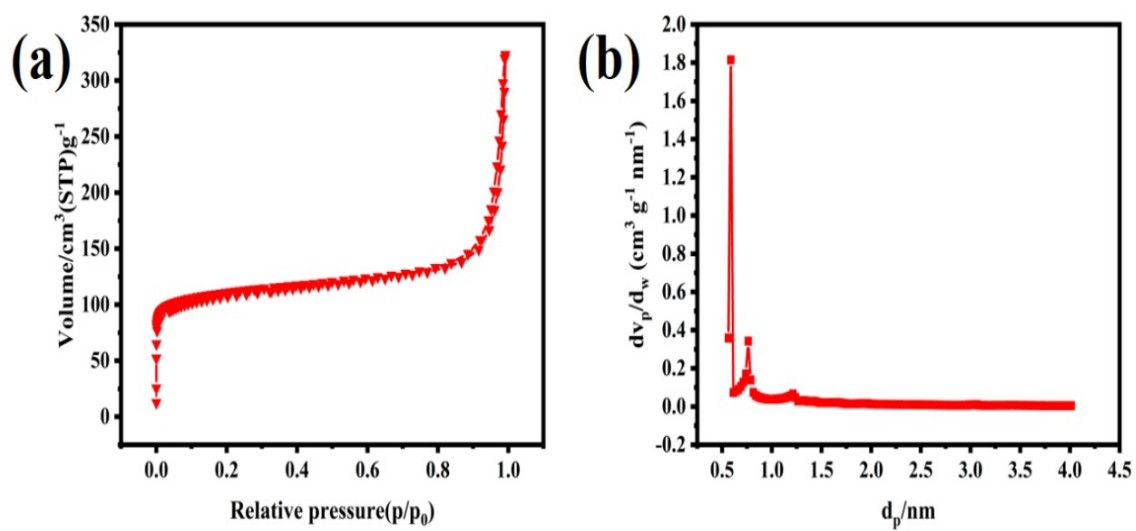 (a)
350
300
250
200
150
100
50
0
Volume/cm³(STP)g⁻¹
0.0 0.2 0.4 0.6 0.8 1.0
Relative pressure(p/p₀)
(b)
2.0
1.8
1.6
1.4
1.2
1.0
0.8
0.6
0.4
0.2
0.0
-0.2
dvₚ/d_w (cm³ g⁻¹ nm⁻¹)
0.5 1.0 1.5 2.0 2.5 3.0 3.5 4.0 4.5
dₚ/nm